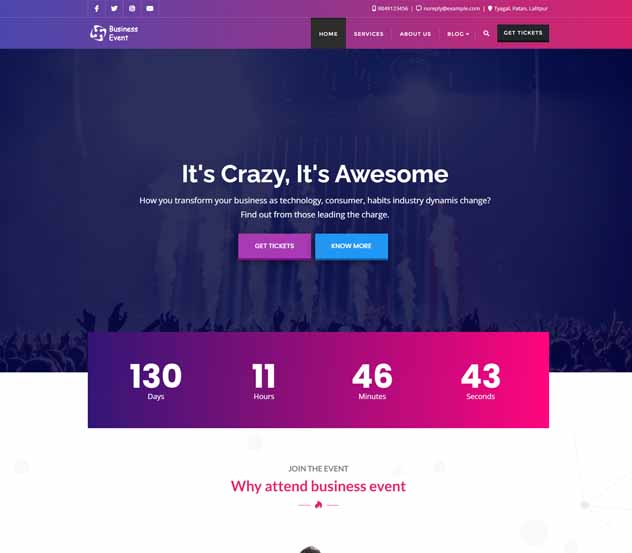 9849123456 | noreply@example.com | Tyagal, Patan, Lalitpur
Business
Event
HOME
SERVICES
ABOUT US
BLOG
GET TICKETS
It's Crazy, It's Awesome
How you transform your business as technology, consumer, habits industry dynamis change?
Find out from those leading the charge.
GET TICKETS
KNOW MORE
130
11
46
43
Days
Hours
Minutes
Seconds
JOIN THE EVENT
Why attend business event